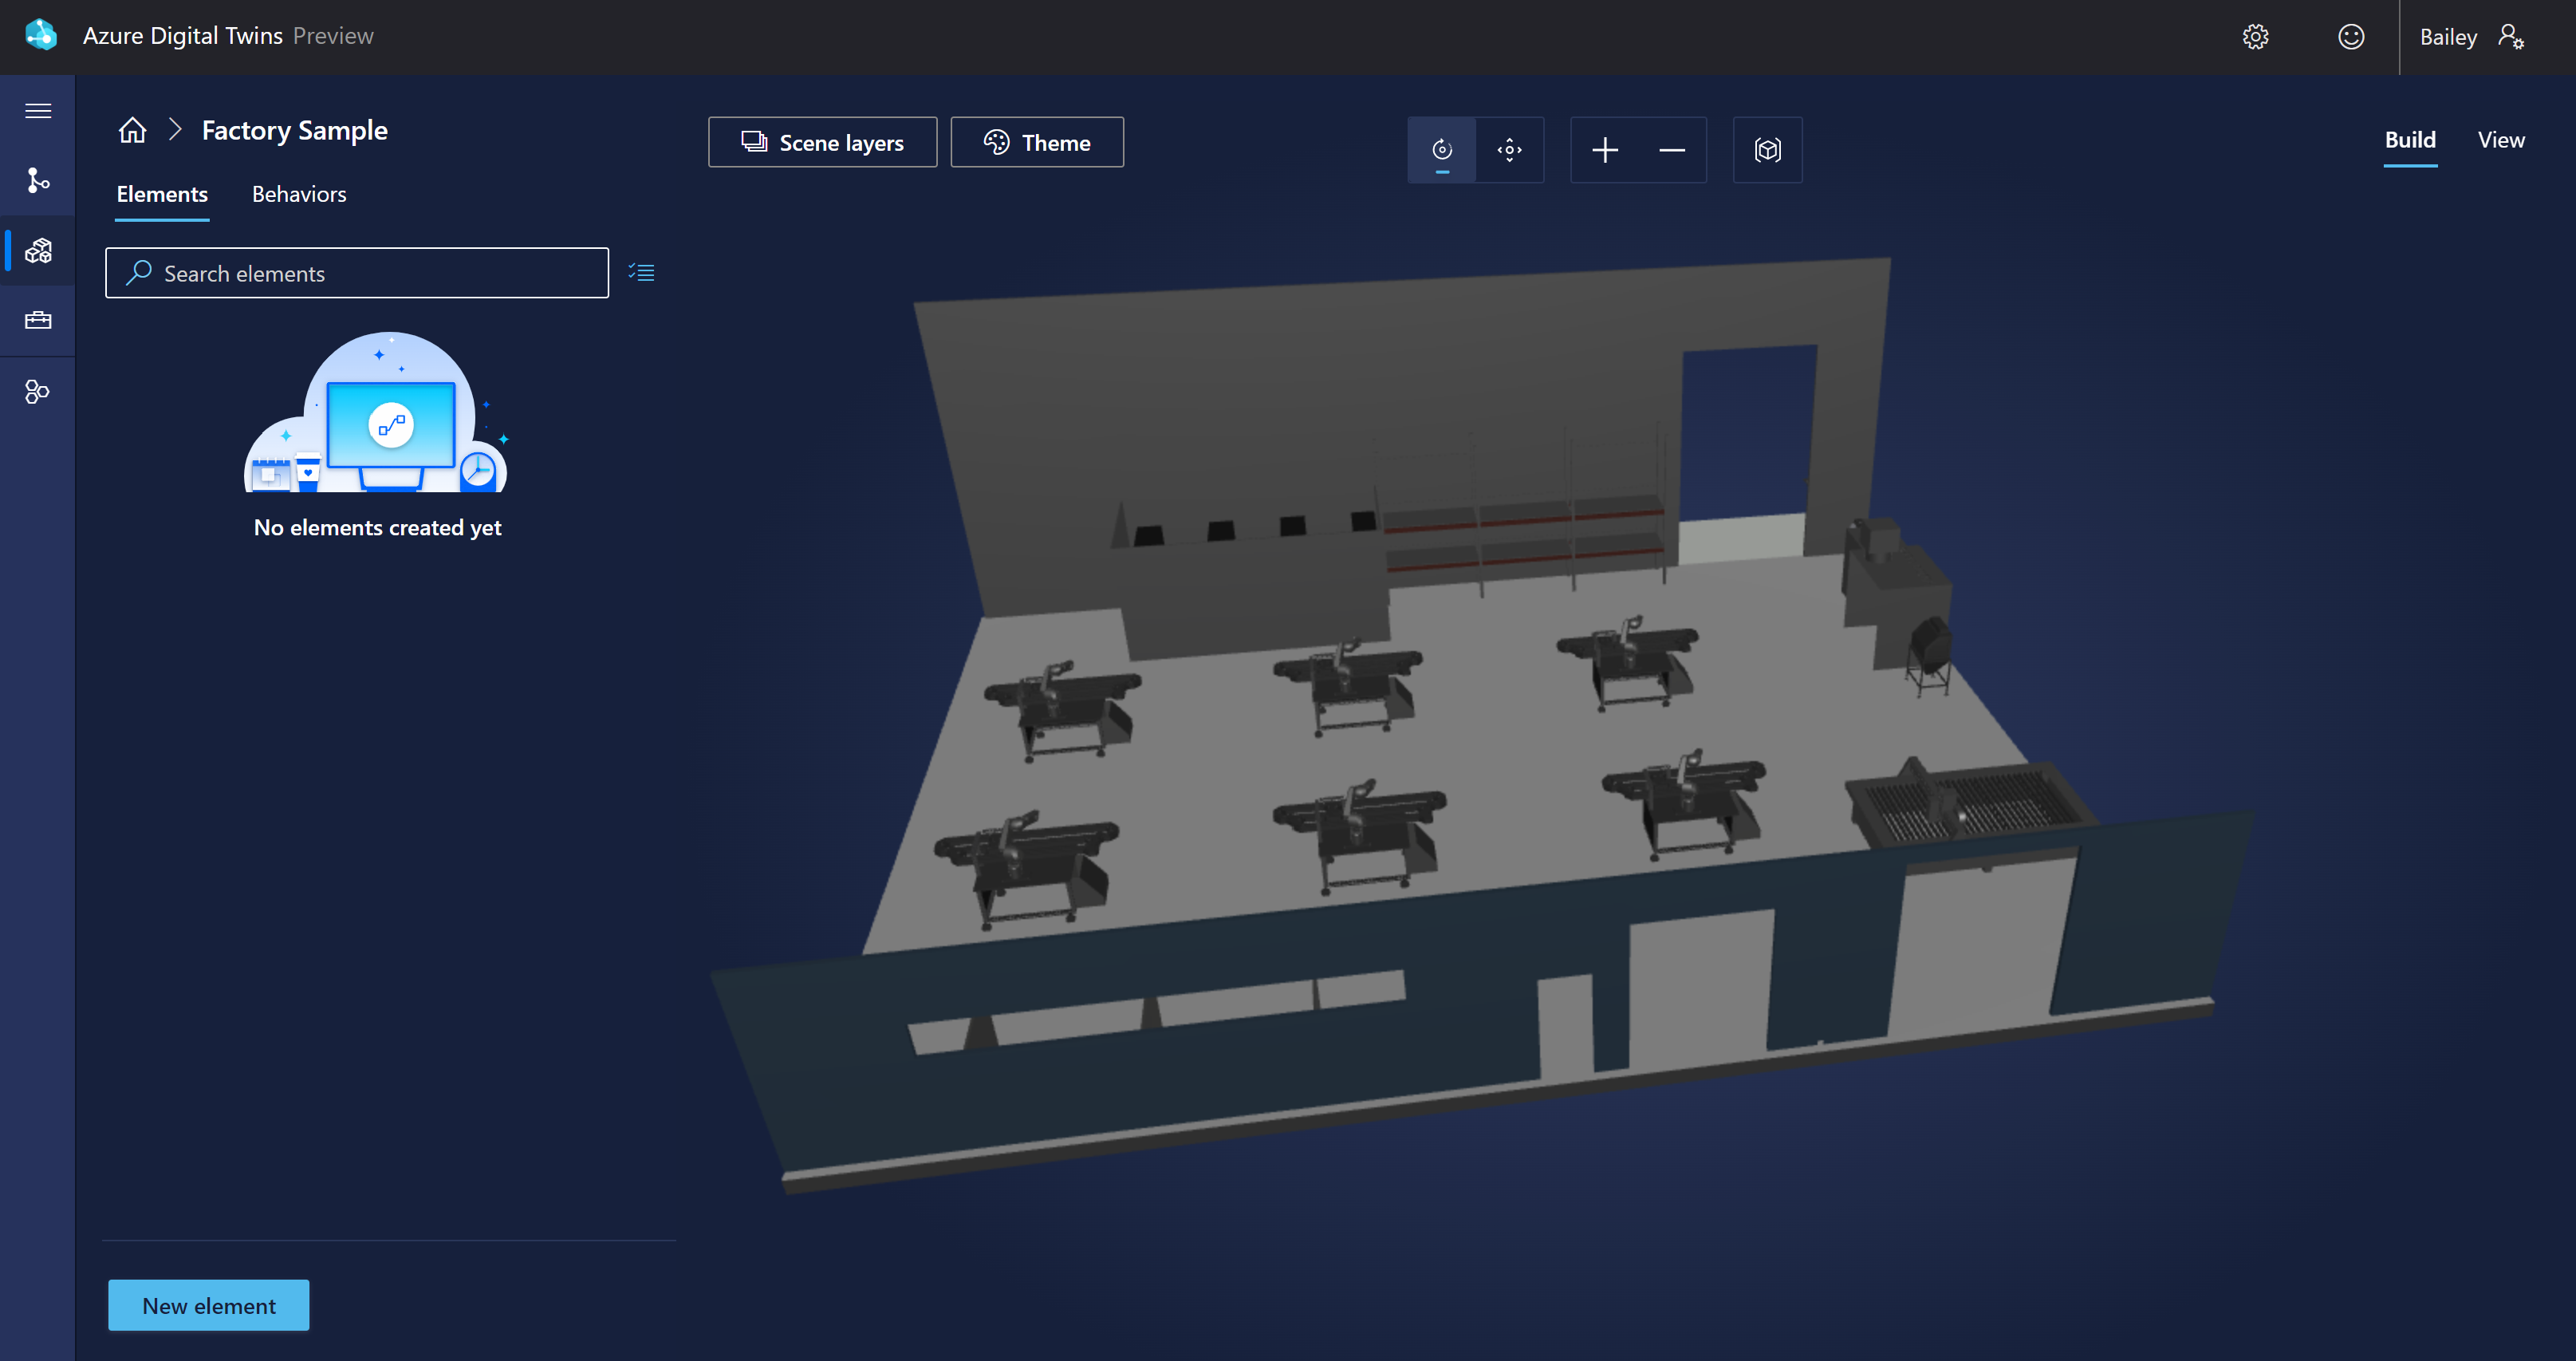 Azure Digital Twins Preview
Bailey
Factory Sample
Scene layers
Theme
Build
View
Elements
Behaviors
Search elements
No elements created yet
New element